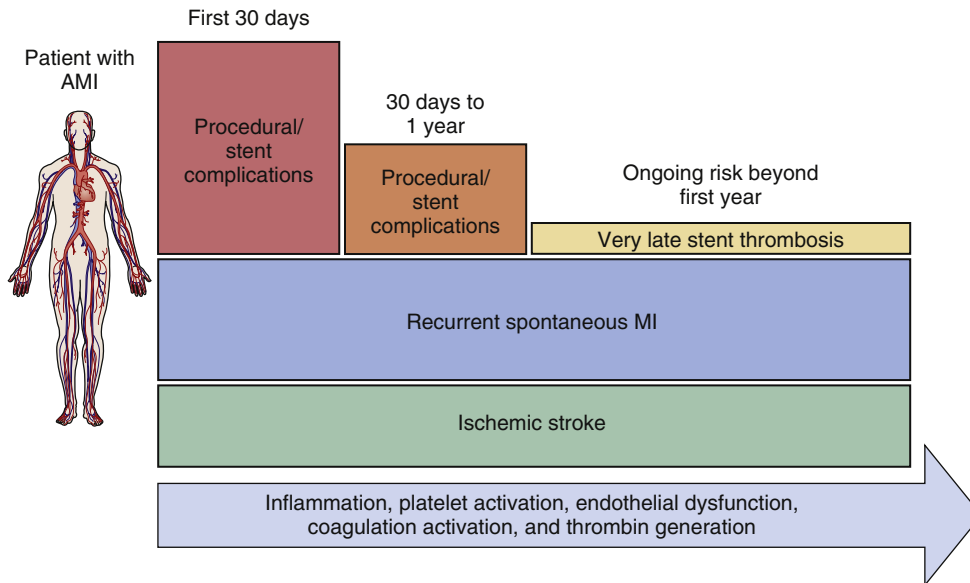 First 30 days
Patient with
AMI
Procedural/
stent
complications
30 days to
1 year
Procedural/
stent
complications
Ongoing risk beyond
first year
Very late stent thrombosis
Recurrent spontaneous MI
Ischemic stroke
Inflammation, platelet activation, endothelial dysfunction,
coagulation activation, and thrombin generation